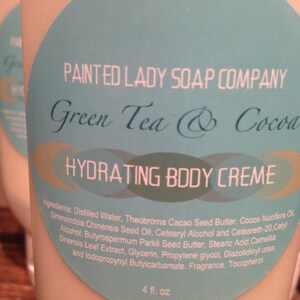 PAINTED LADY SOAP COMPANY
Green Tea & Cocoa
HYDRATING BODY CREME
Ingredients: Distilled Water, Theobroma Cacao Seed Butter, Cocos Nucifera Oil,
Simmondsia Chinensis Seed Oil, Cetearyl Alcohol and Ceteareth-20, Cetyl
Alcohol, Butyrospermum Parkii Seed Butter, Stearic Acid Camellia
Sinensis Leaf Extract, Glycerin, Propylene glycol, Diazolidinyl urea,
and Iodopropynyl Butylcarbamate, Fragrance, Tocopherol
4 fl. oz